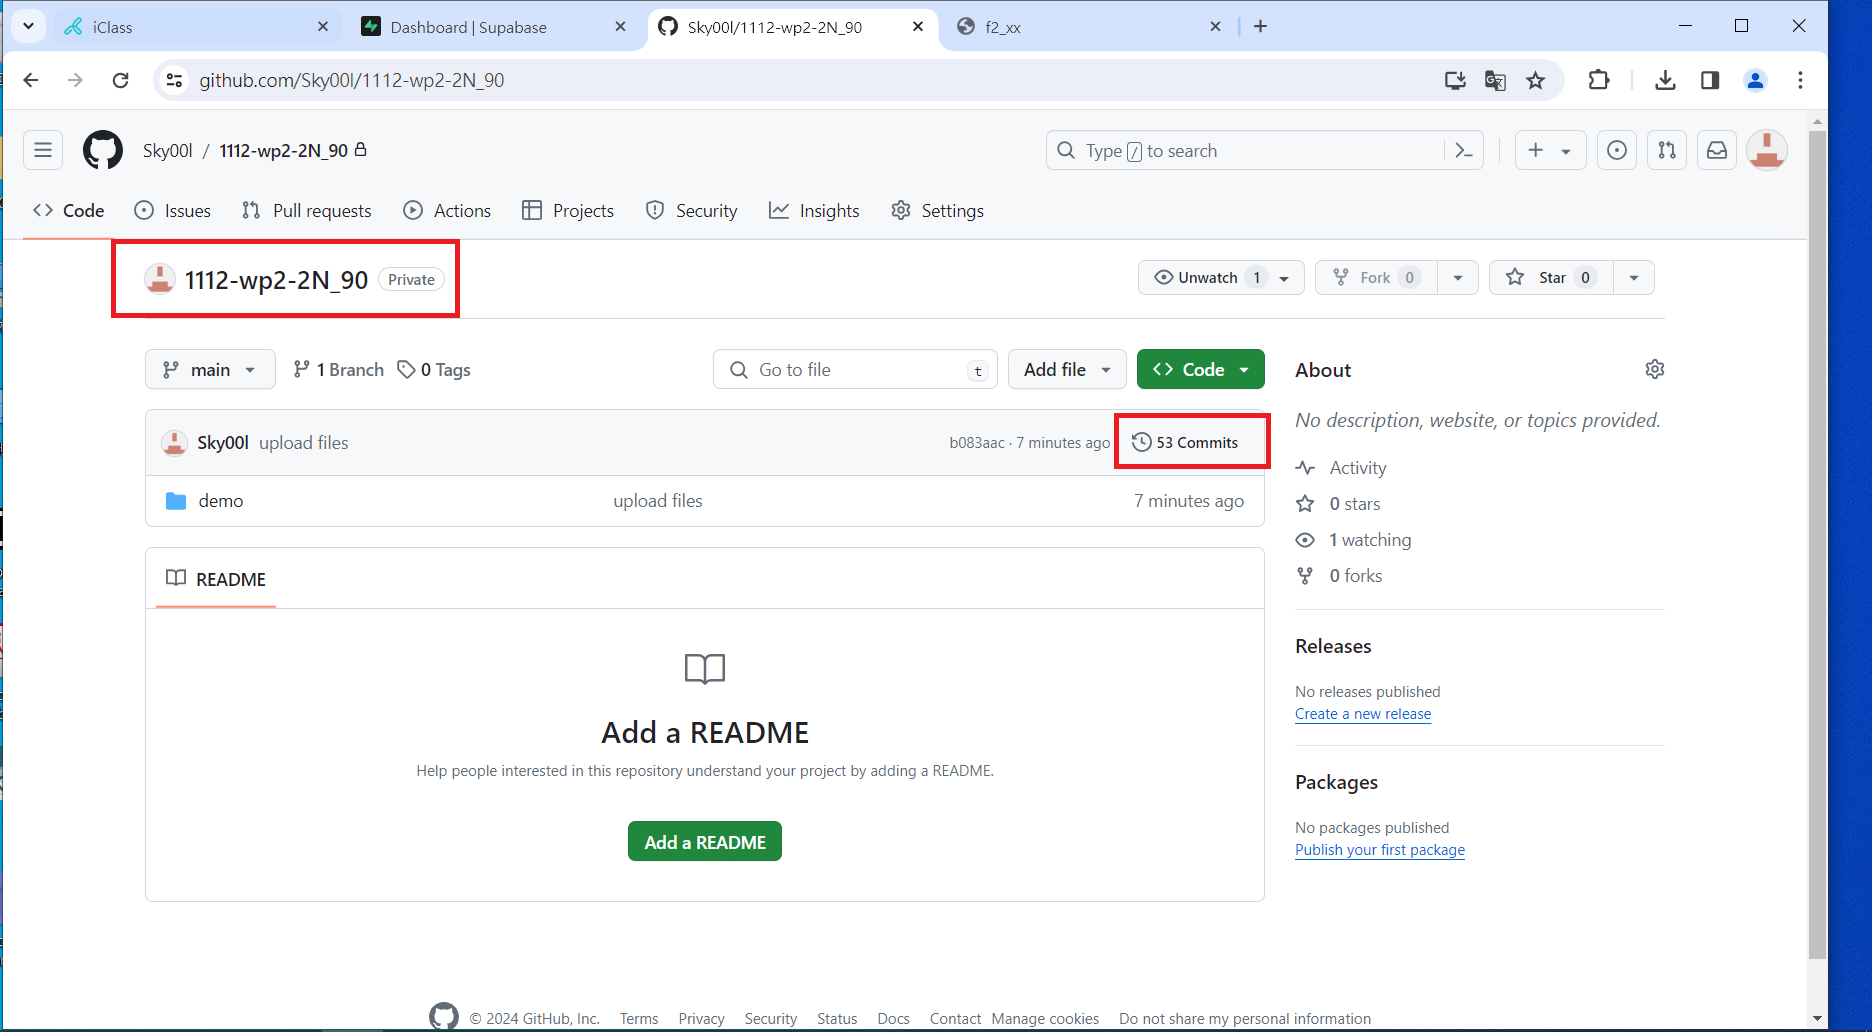 iClass
Dashboard | Supabase
Sky00l/1112-wp2-2N_90
f2_xx
github.com/Sky00l/1112-wp2-2N_90
Sky00l / 1112-wp2-2N_90
Type / to search
Code
Issues
Pull requests
Actions
Projects
Security
Insights
Settings
1112-wp2-2N_90 Private
Unwatch 1
Fork 0
Star 0
main
1 Branch
0 Tags
Go to file t
Add file
Code
Sky00l upload files
b083aac · 7 minutes ago
53 Commits
demo upload files 7 minutes ago
README
Add a README
Help people interested in this repository understand your project by adding a README.
Add a README
About
No description, website, or topics provided.
Activity
0 stars
1 watching
0 forks
Releases
No releases published
Create a new release
Packages
No packages published
Publish your first package
© 2024 GitHub, Inc. Terms Privacy Security Status Docs Contact Manage cookies Do not share my personal information